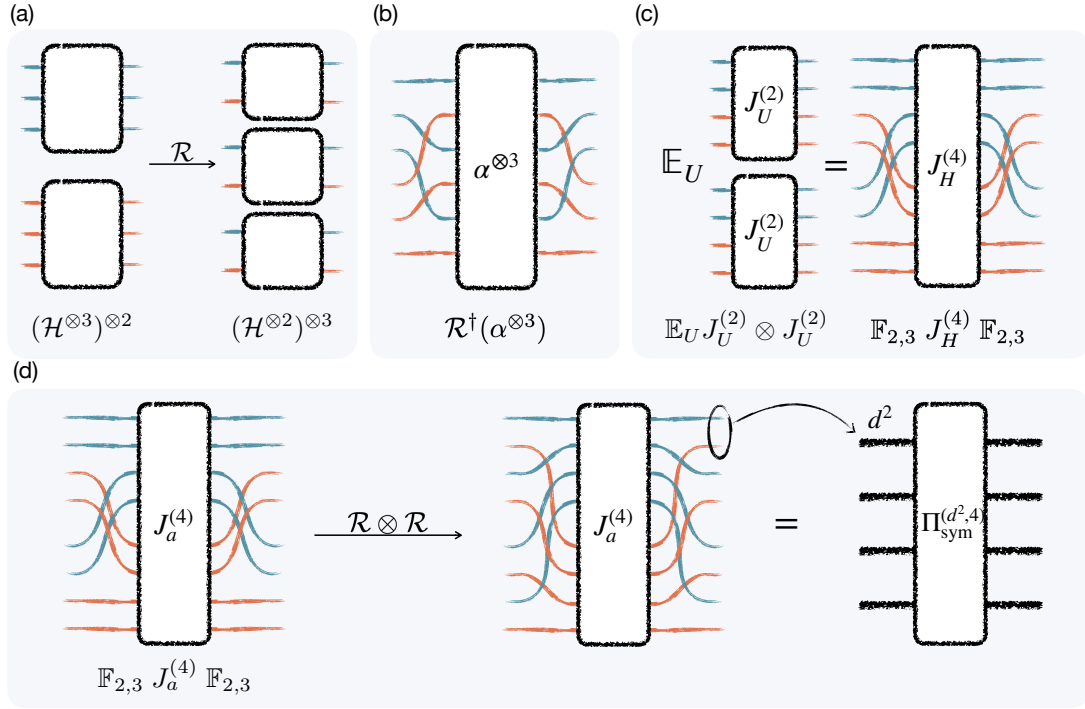 (a)
ℛ
(ℋ^{⊗3})^{⊗2}
(ℋ^{⊗2})^{⊗3}
(b)
α^{⊗3}
ℛ^†(α^{⊗3})
(c)
𝔼_U
J_U^{(2)}
J_U^{(2)}
=
J_H^{(4)}
𝔼_U J_U^{(2)} ⊗ J_U^{(2)}
𝔽_{2,3} J_H^{(4)} 𝔽_{2,3}
(d)
J_a^{(4)}
𝔽_{2,3} J_a^{(4)} 𝔽_{2,3}
ℛ ⊗ ℛ
J_a^{(4)}
=
d^2
Π_{sym}^{(d^2,4)}